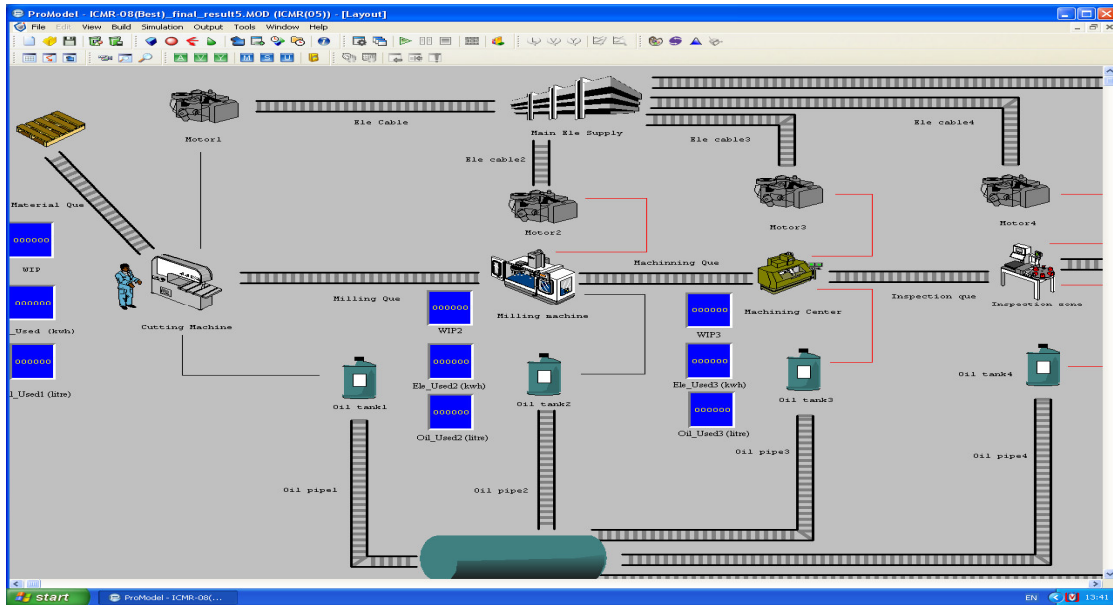 ProModel - ICMR-08(Best)_final_result5.MOD (ICMR(05)) - [Layout]
File Edit View Build Simulation Output Tools Window Help
Ele Cable
Main Ele Supply
Ele cable3
Ele cable4
Motor1
Ele cable2
Material Que
Motor2
Motor3
Motor4
000000
WIP
Machinning Que
Milling Que
Inspection que
Inspection zone
000000
000000
000000
Milling machine
Machining Center
_Used (kwh)
Cutting Machine
WIP2
WIP3
000000
000000
000000
l_Used1 (litre)
Ele_Used2 (kwh)
Ele_Used3 (kwh)
Oil tank4
Oil tank1
Oil tank2
Oil tank3
000000
000000
Oil_Used2 (litre)
Oil_Used3 (litre)
Oil pipe3
Oil pipe4
Oil pipe1
Oil pipe2
start
ProModel - ICMR-08(...
EN
13:41